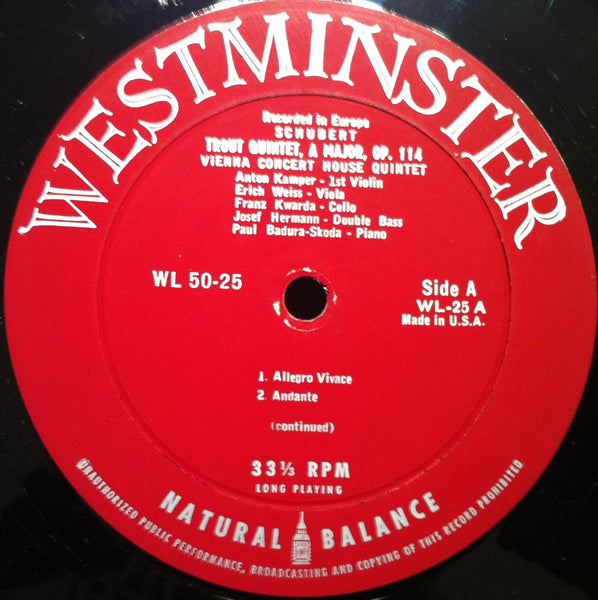 WESTMINSTER
Recorded in Europe
SCHUBERT
TROUT QUINTET, A MAJOR, OP. 114
VIENNA CONCERT HOUSE QUINTET
Anton Kamper - 1st Violin
Erich Weiss - Viola
Franz Kwarda - Cello
Josef Hermann - Double Bass
Paul Badura-Skoda - Piano
WL 50-25
Side A
WL-25 A
Made in U.S.A.
1. Allegro Vivace
2. Andante
(continued)
33⅓ RPM
LONG PLAYING
NATURAL BALANCE
UNAUTHORIZED PUBLIC PERFORMANCE, BROADCASTING AND COPYING OF THIS RECORD PROHIBITED